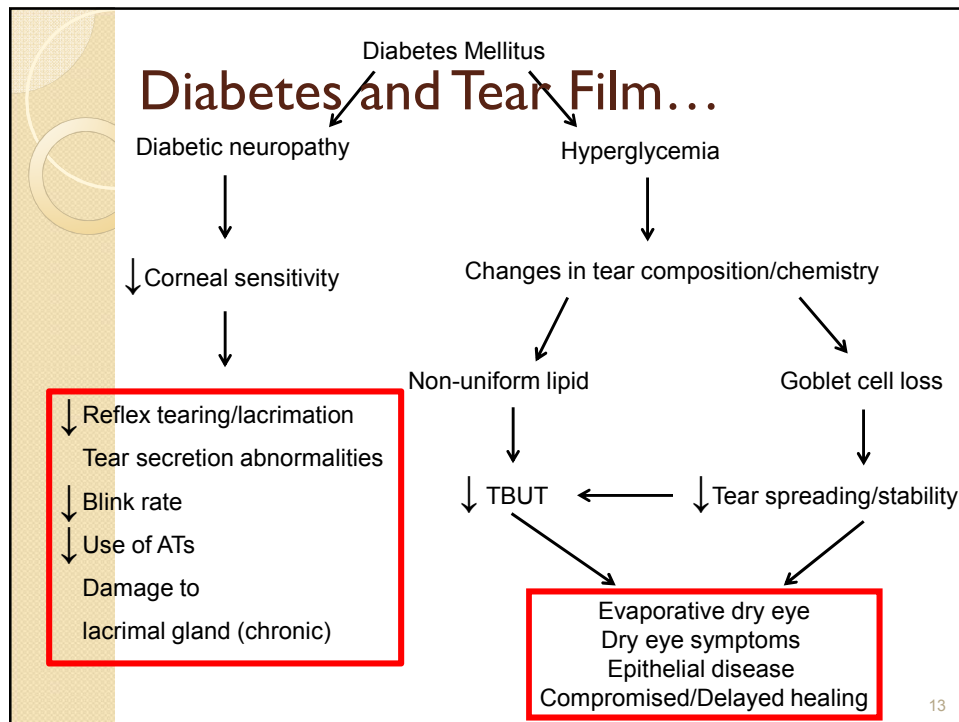 Diabetes Mellitus
Diabetes and Tear Film...
Diabetic neuropathy
Hyperglycemia
↓ Corneal sensitivity
Changes in tear composition/chemistry
Non-uniform lipid
Goblet cell loss
↓ Reflex tearing/lacrimation
Tear secretion abnormalities
↓ Blink rate
↓ Use of ATs
Damage to
lacrimal gland (chronic)
↓ TBUT
↓ Tear spreading/stability
Evaporative dry eye
Dry eye symptoms
Epithelial disease
Compromised/Delayed healing
13